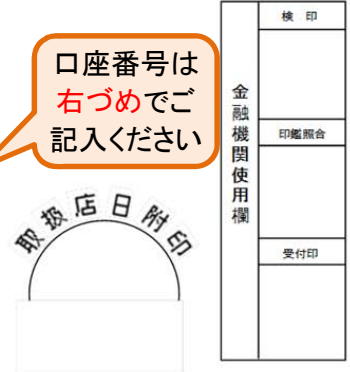 口座番号は
右づめでご
記入ください
取扱店日附印
金融機関使用欄
検印
印鑑照合
受付印